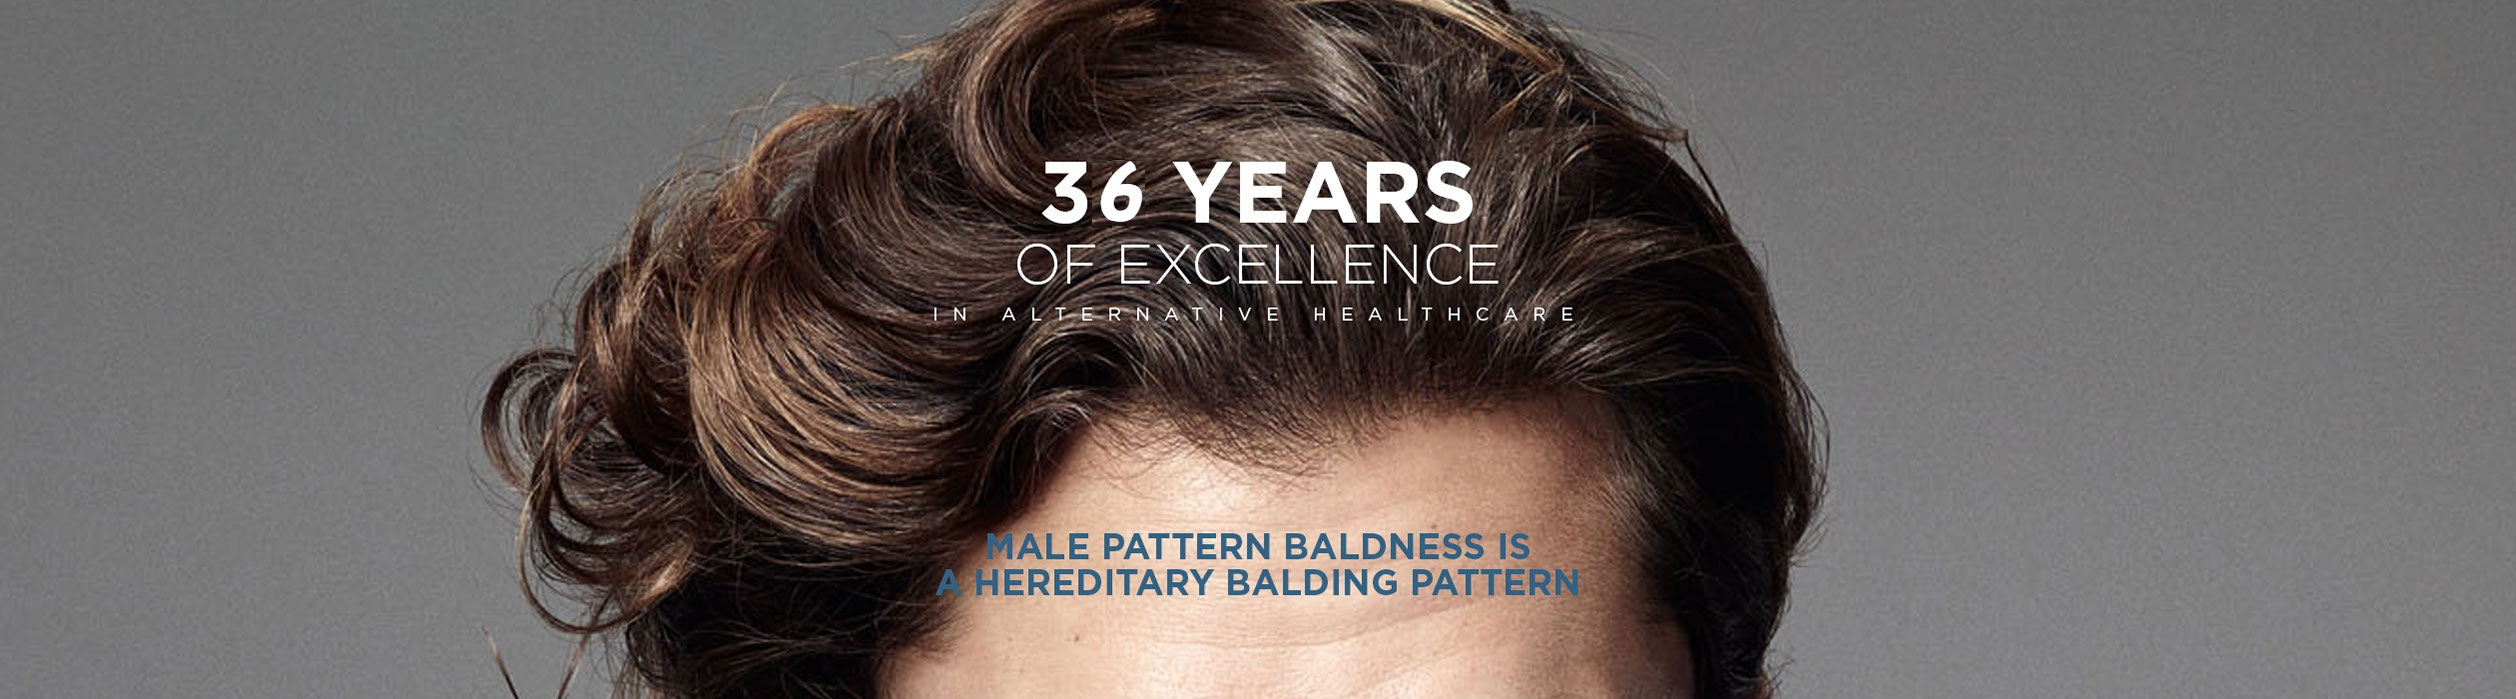 36 YEARS
OF EXCELLENCE
IN ALTERNATIVE HEALTHCARE
MALE PATTERN BALDNESS IS
A HEREDITARY BALDING PATTERN